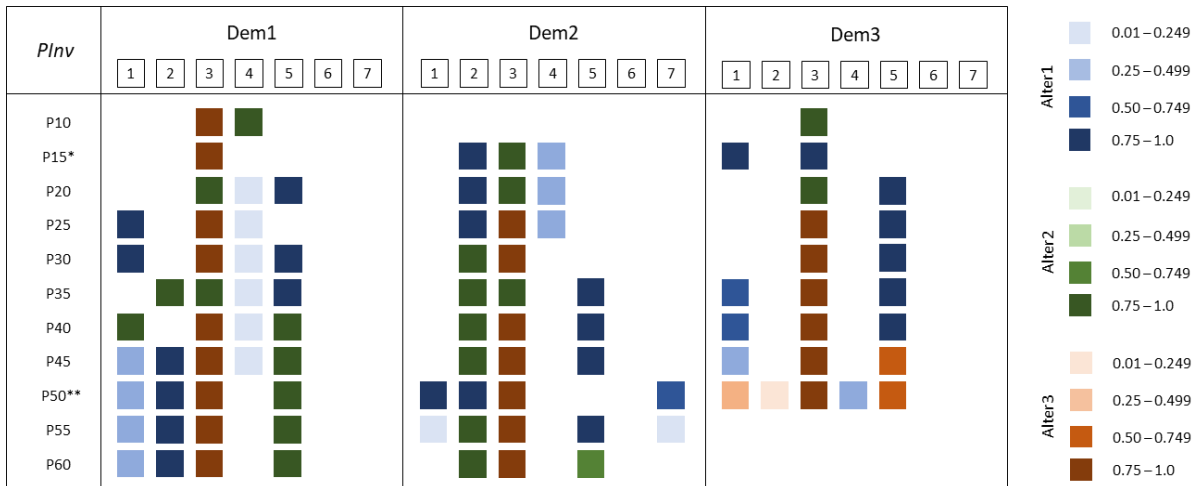 PInv Dem1 Dem2 Dem3
1 2 3 4 5 6 7 1 2 3 4 5 6 7 1 2 3 4 5 6 7
P10
P15*
P20
P25
P30
P35
P40
P45
P50**
P55
P60
Alter1
0.01 – 0.249
0.25 – 0.499
0.50 – 0.749
0.75 – 1.0
Alter2
0.01 – 0.249
0.25 – 0.499
0.50 – 0.749
0.75 – 1.0
Alter3
0.01 – 0.249
0.25 – 0.499
0.50 – 0.749
0.75 – 1.0